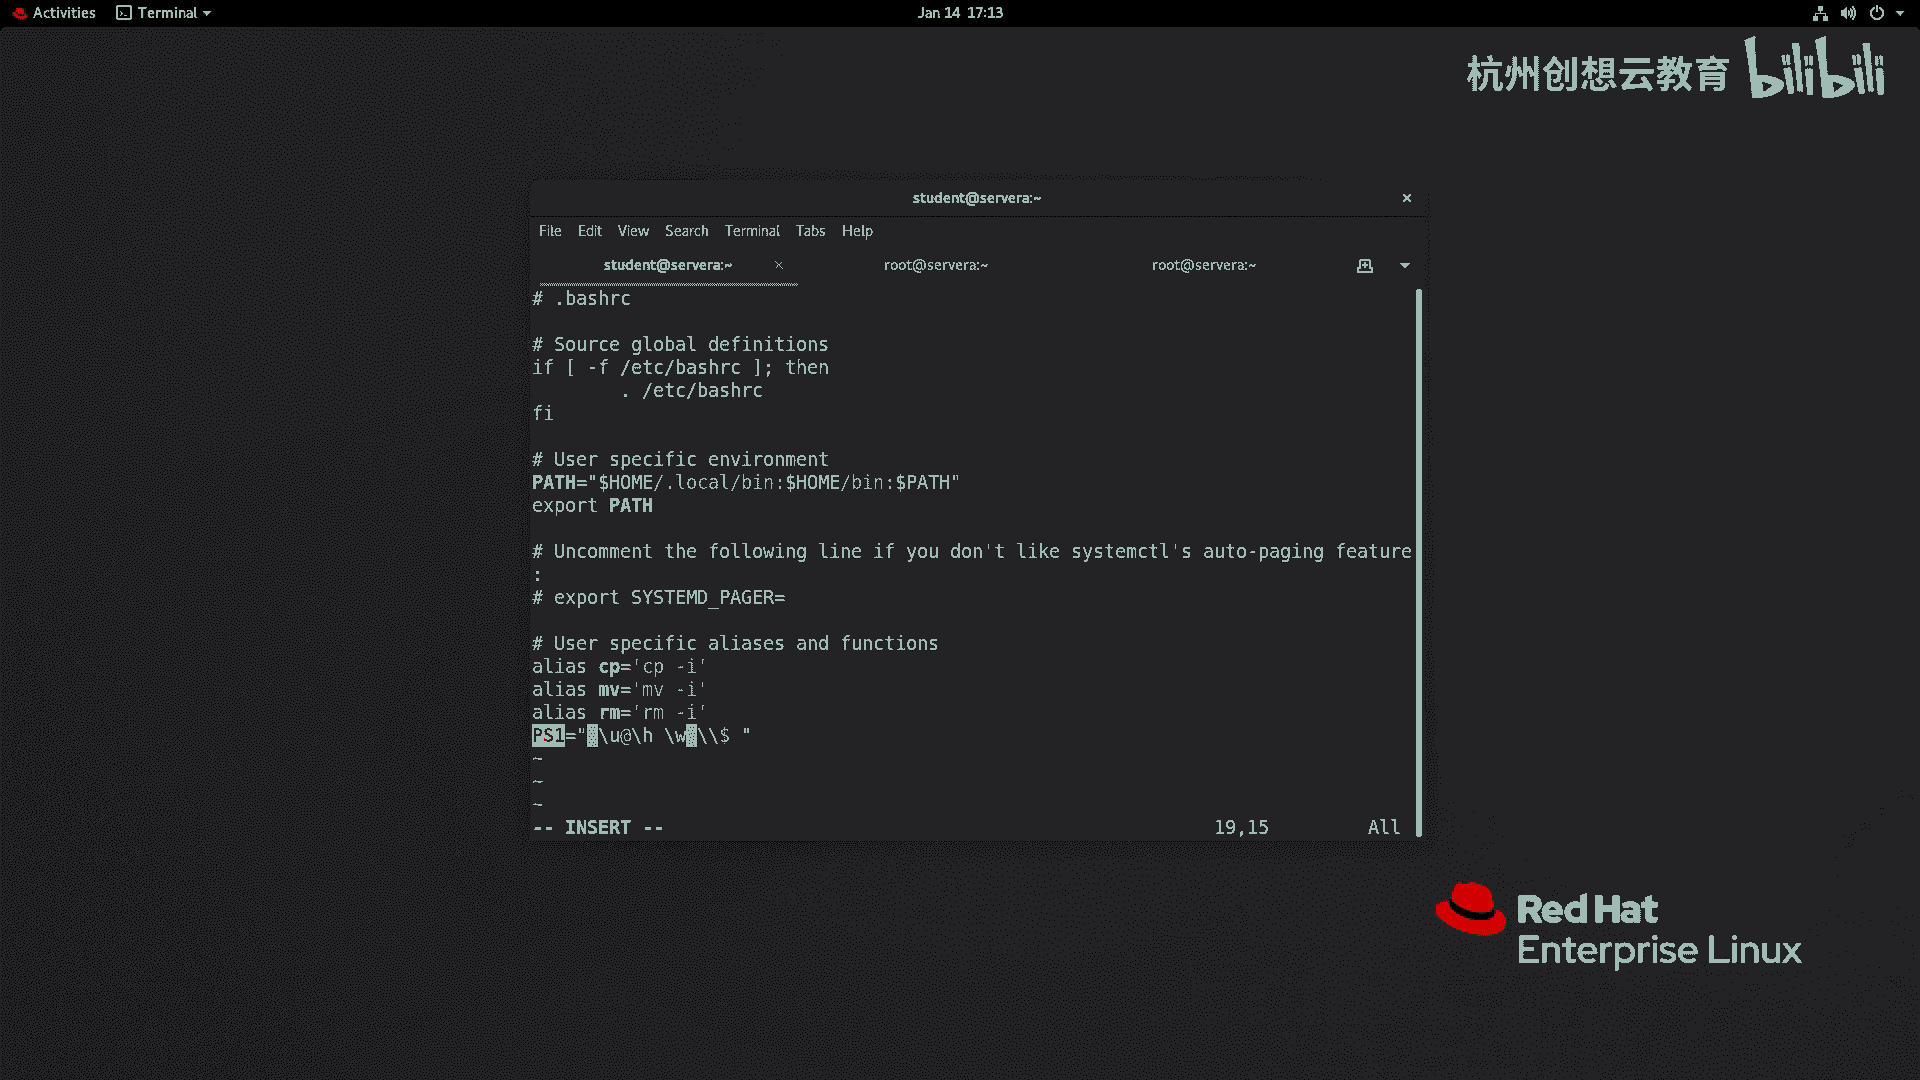 Activities Terminal Jan 14 17:13
杭州创想云教育 bilibili
student@servera:~ ×
File Edit View Search Terminal Tabs Help
student@servera:~ × root@servera:~ root@servera:~
# .bashrc
# Source global definitions
if [ -f /etc/bashrc ]; then
. /etc/bashrc
fi
# User specific environment
PATH="$HOME/.local/bin:$HOME/bin:$PATH"
export PATH
# Uncomment the following line if you don't like systemctl's auto-paging feature
:
# export SYSTEMD_PAGER=
# User specific aliases and functions
alias cp='cp -i'
alias mv='mv -i'
alias rm='rm -i'
PS1="\u@\h \w\\$ "
~
~
~
-- INSERT -- 19,15 All
Red Hat
Enterprise Linux